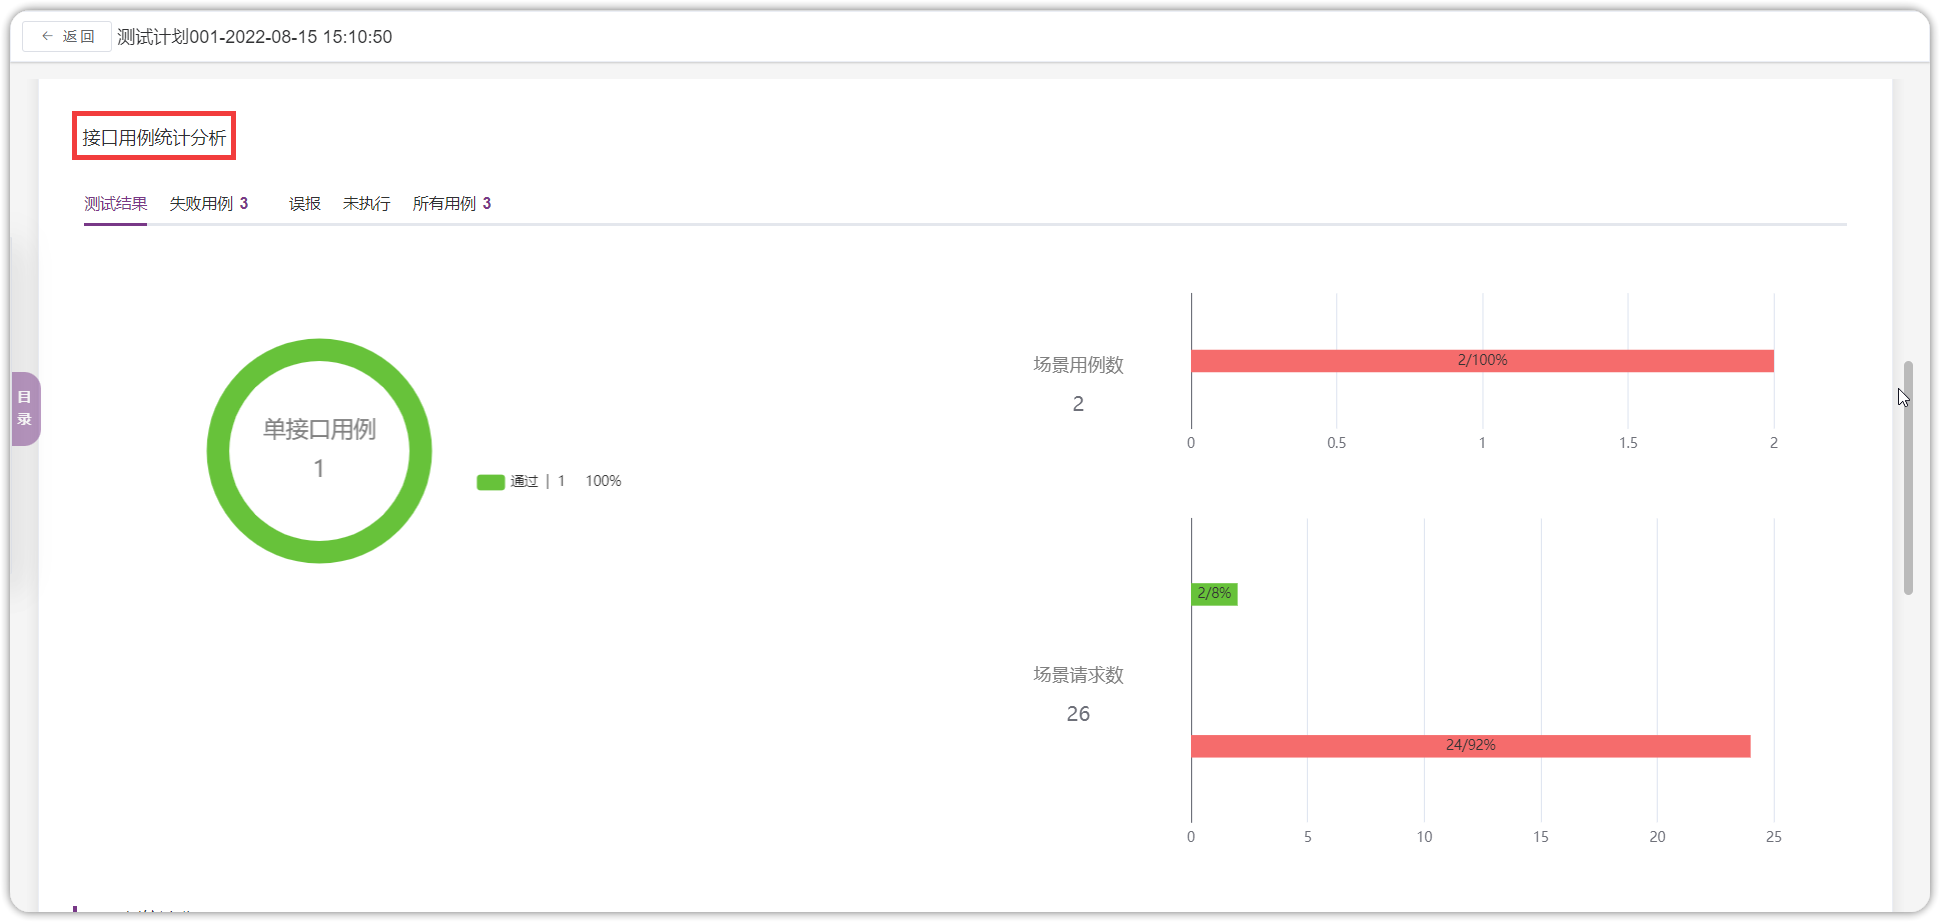 返回 测试计划001-2022-08-15 15:10:50
接口用例统计分析
测试结果 失败用例 3 误报 未执行 所有用例 3
目录
单接口用例
1
通过 | 1 100%
场景用例数
2
2/100%
0 0.5 1 1.5 2
2/8%
场景请求数
26
24/92%
0 5 10 15 20 25